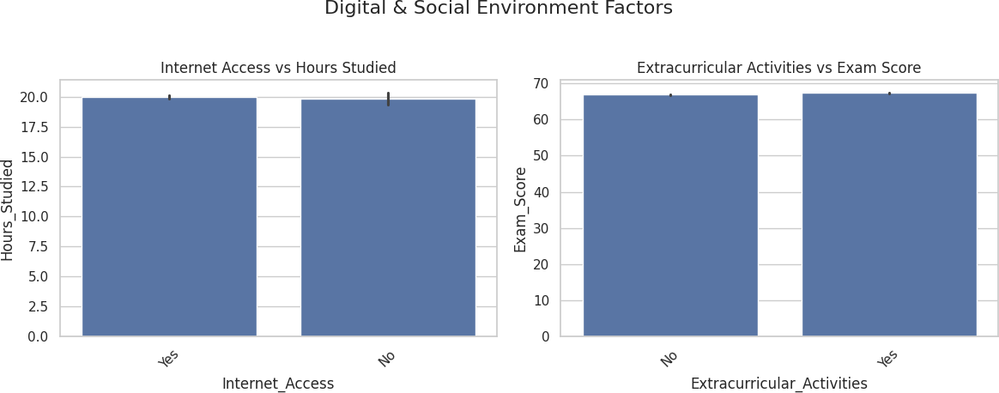 Digital & Social Environment Factors
Internet Access vs Hours Studied
Hours_Studied
20.0
17.5
15.0
12.5
10.0
7.5
5.0
2.5
0.0
Yes
No
Internet_Access
Extracurricular Activities vs Exam Score
Exam_Score
70
60
50
40
30
20
10
0
No
Yes
Extracurricular_Activities